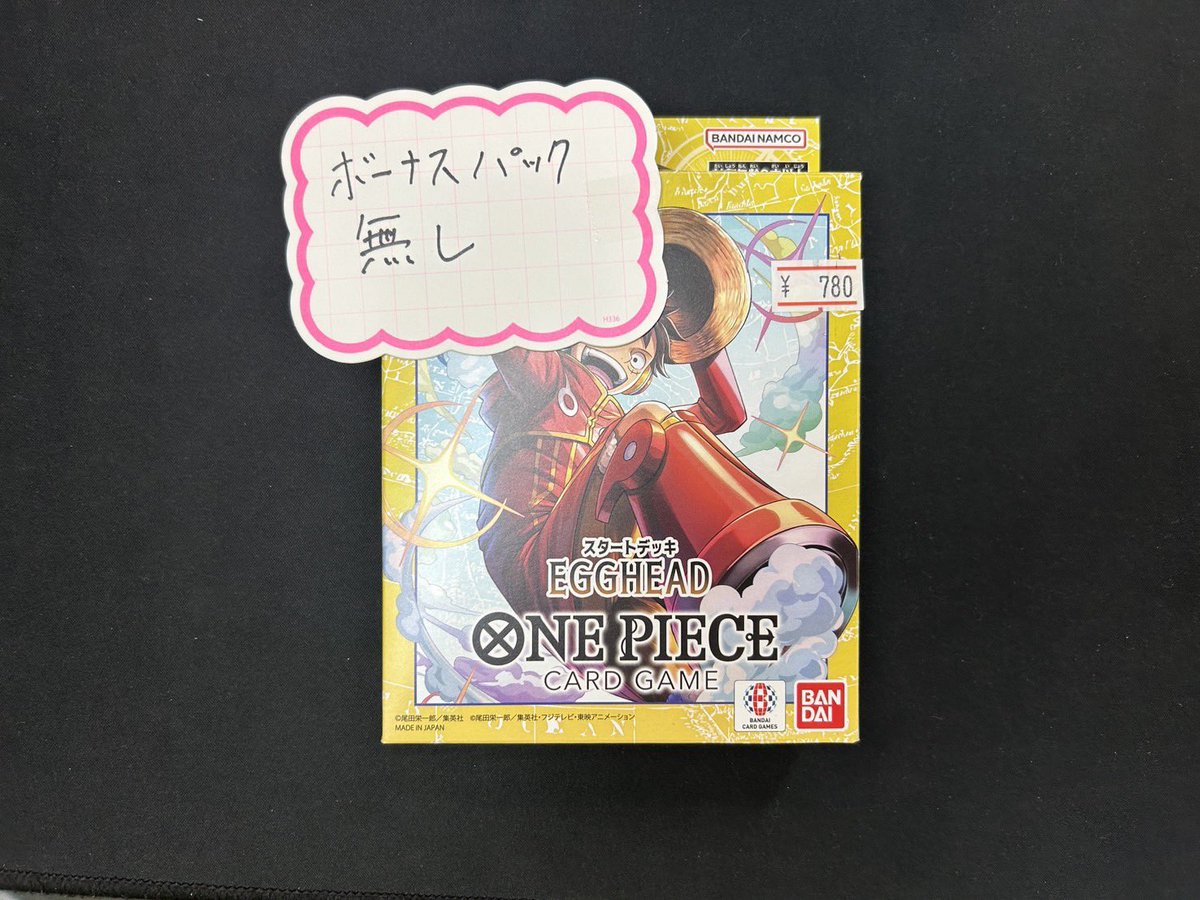 ボーナスパック
無し
H336
BANDAI NAMCO
¥ 780
スタートデッキ
EGGHEAD
ONE PIECE
CARD GAME
BANDAI
CARD GAMES
BAN
DAI
©尾田栄一郎／集英社 ©尾田栄一郎／集英社・フジテレビ・東映アニメーション
MADE IN JAPAN